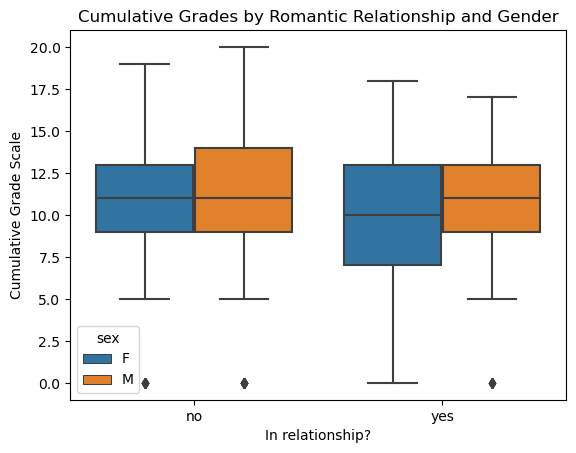 Cumulative Grades by Romantic Relationship and Gender
20.0
17.5
15.0
12.5
10.0
7.5
5.0
2.5
0.0
Cumulative Grade Scale
sex
F
M
no yes
In relationship?